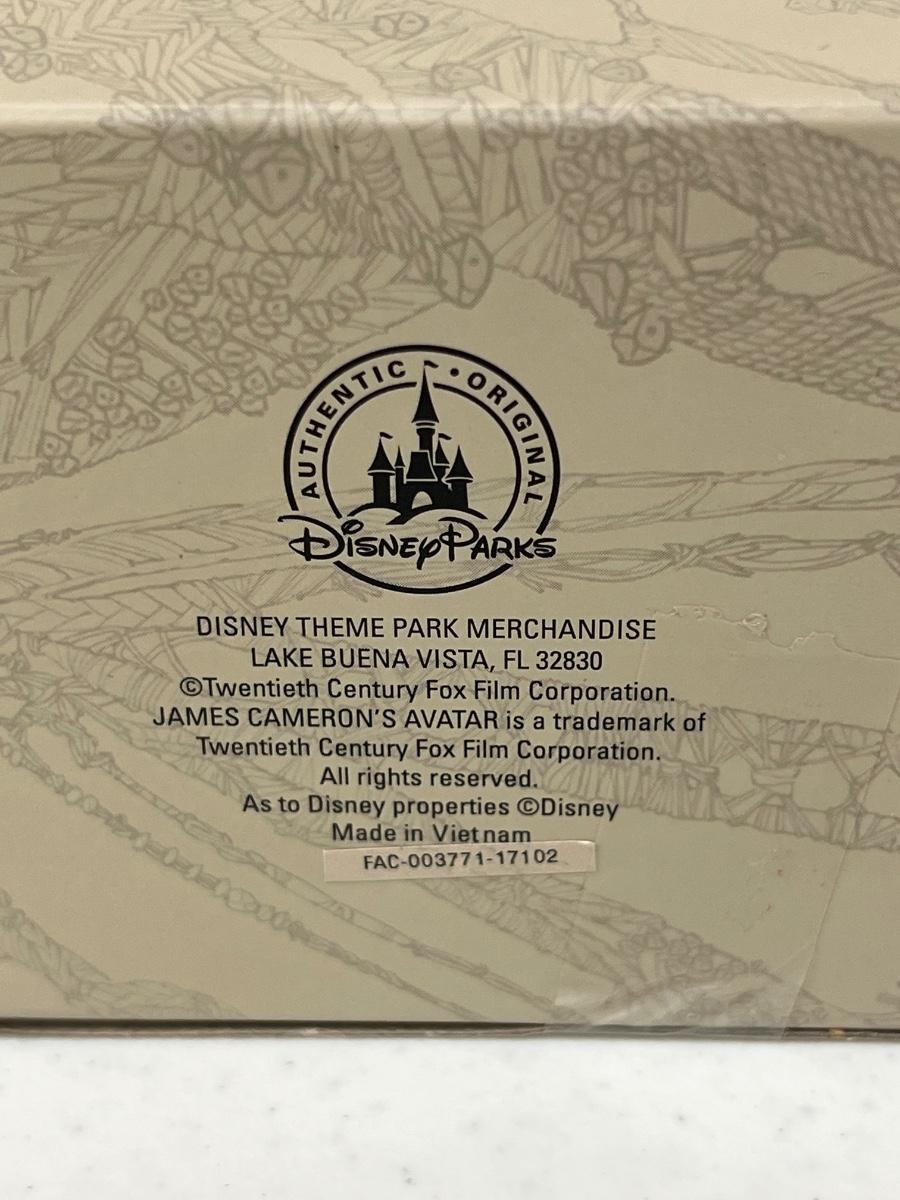 AUTHENTIC • ORIGINAL
Disney Parks
DISNEY THEME PARK MERCHANDISE
LAKE BUENA VISTA, FL 32830
©Twentieth Century Fox Film Corporation.
JAMES CAMERON'S AVATAR is a trademark of
Twentieth Century Fox Film Corporation.
All rights reserved.
As to Disney properties ©Disney
Made in Vietnam
FAC-003771-17102